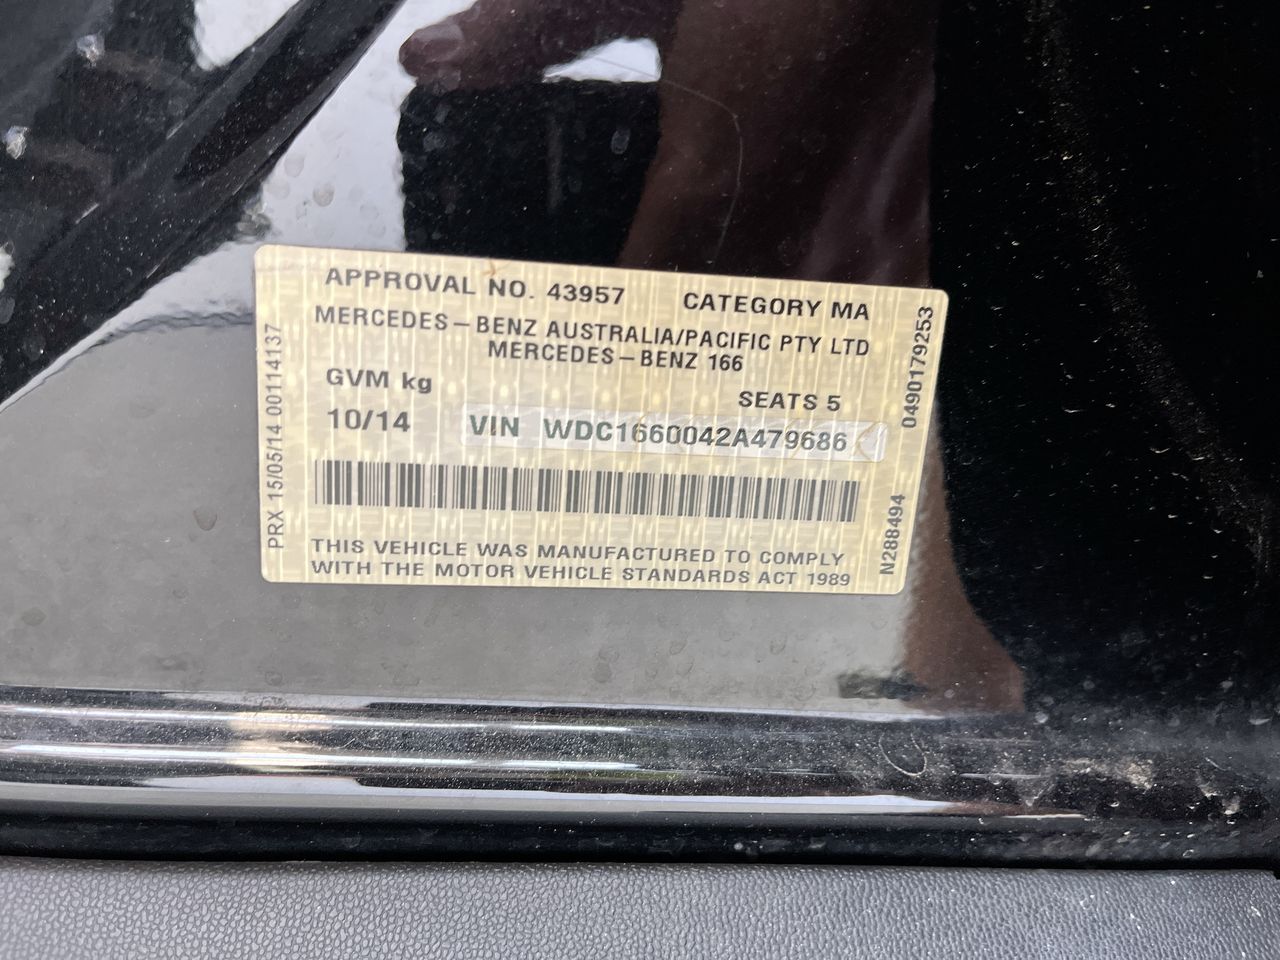 APPROVAL NO. 43957 CATEGORY MA
MERCEDES-BENZ AUSTRALIA/PACIFIC PTY LTD
MERCEDES-BENZ 166
GVM kg
SEATS 5
10/14 VIN WDC1660042A479686
THIS VEHICLE WAS MANUFACTURED TO COMPLY
WITH THE MOTOR VEHICLE STANDARDS ACT 1989
PRX 15/05/14 00114137
0490179253
N288494